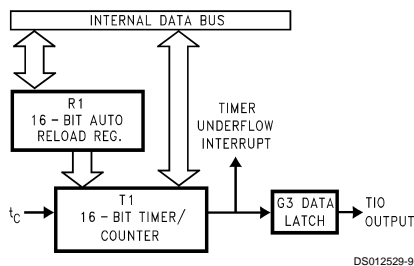 INTERNAL DATA BUS
R1
16 - BIT AUTO
RELOAD REG.
TIMER
UNDERFLOW
INTERRUPT
tC
T1
16 - BIT TIMER/
COUNTER
G3 DATA
LATCH
TIO
OUTPUT
DS012529-9